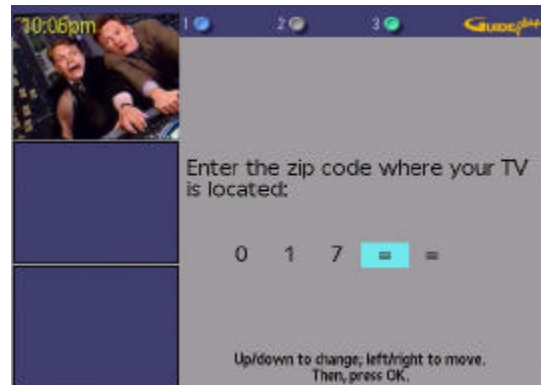 10:06pm
1 2 3 GUIDE plus
Enter the zip code where your TV
is located:
0 1 7 = =
Up/down to change; left/right to move.
Then, press OK.